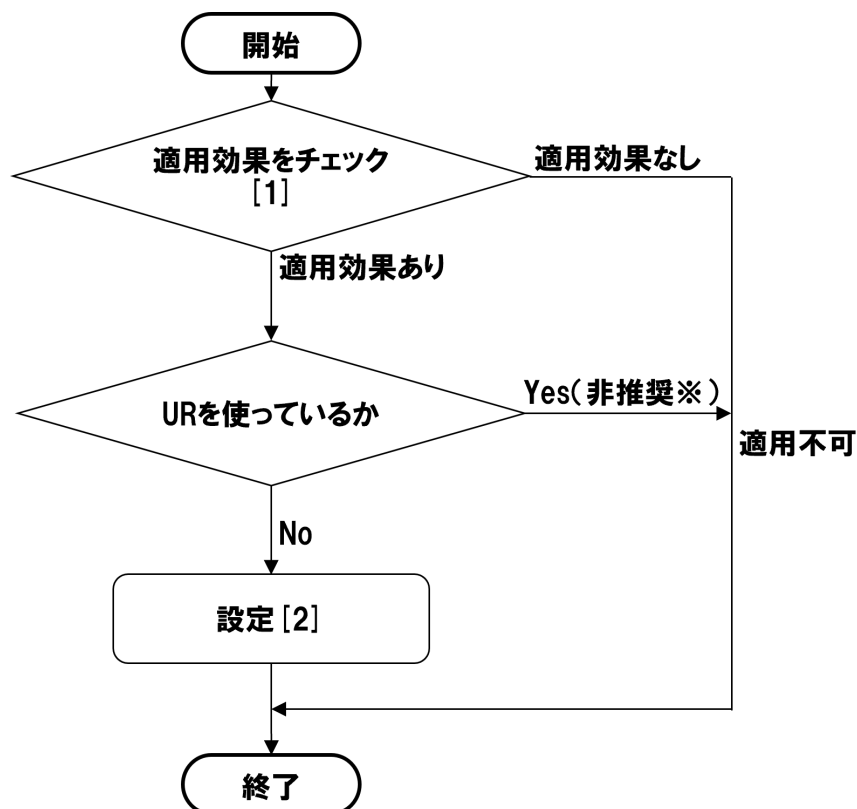 開始
適用効果をチェック
[1]
適用効果なし
適用効果あり
URを使っているか
Yes(非推奨※)
適用不可
No
設定[2]
終了